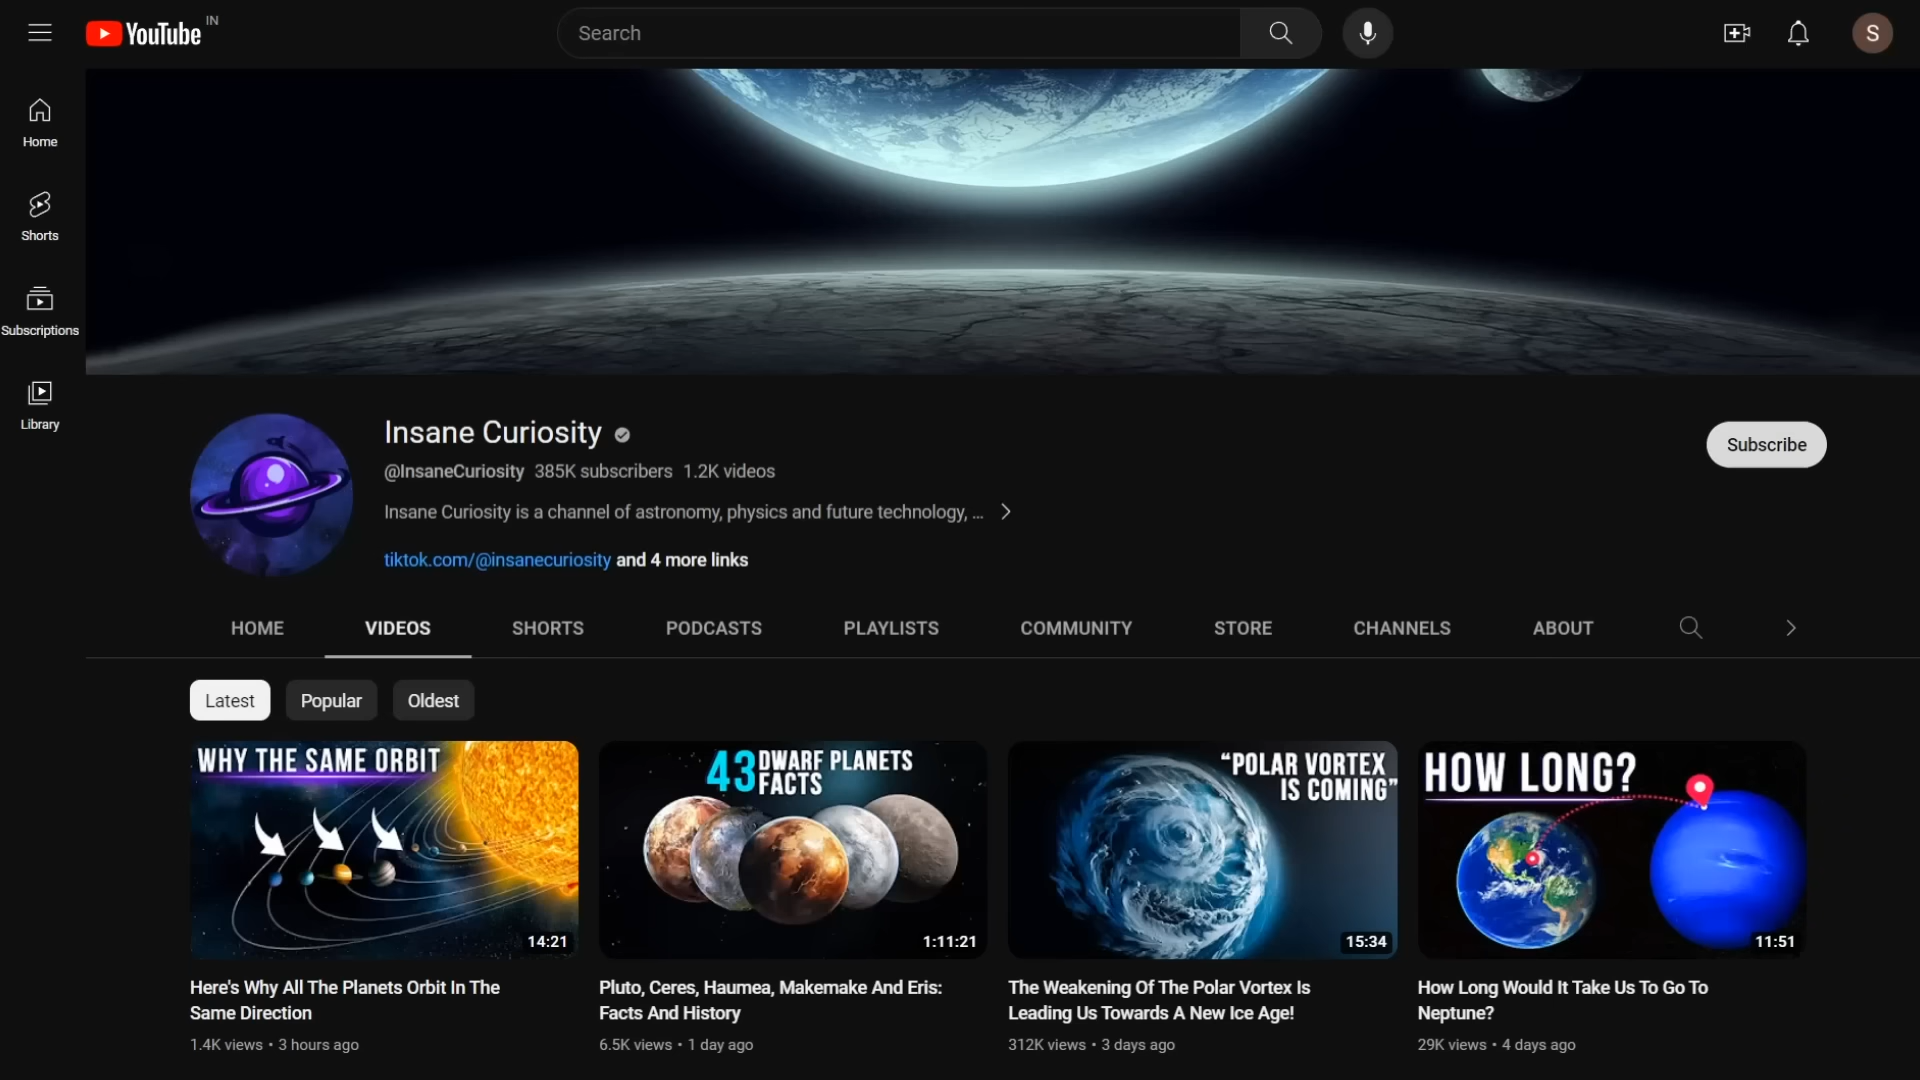 YouTube IN
Search
S
Home
Shorts
Subscriptions
Library
Insane Curiosity
@InsaneCuriosity 385K subscribers 1.2K videos
Insane Curiosity is a channel of astronomy, physics and future technology, ...
tiktok.com/@insanecuriosity and 4 more links
Subscribe
HOME VIDEOS SHORTS PODCASTS PLAYLISTS COMMUNITY STORE CHANNELS ABOUT
Latest Popular Oldest
WHY THE SAME ORBIT
14:21
43 DWARF PLANETS
FACTS
1:11:21
“POLAR VORTEX
IS COMING”
15:34
HOW LONG?
11:51
Here's Why All The Planets Orbit In The
Same Direction
1.4K views • 3 hours ago
Pluto, Ceres, Haumea, Makemake And Eris:
Facts And History
6.5K views • 1 day ago
The Weakening Of The Polar Vortex Is
Leading Us Towards A New Ice Age!
312K views • 3 days ago
How Long Would It Take Us To Go To
Neptune?
29K views • 4 days ago